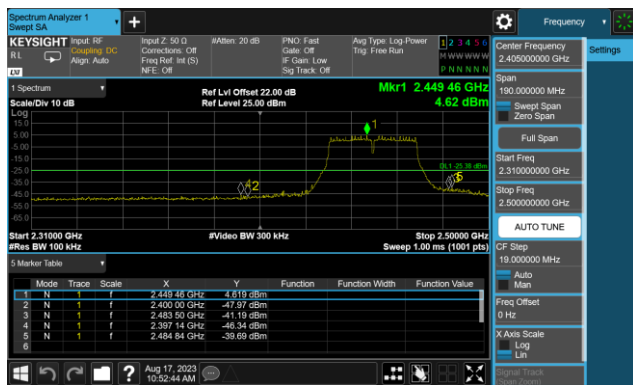 Spectrum Analyzer 1
Swept SA
Frequency
KEYSIGHT
RL
LXI
Input: RF
Coupling: DC
Align: Auto
Input Z: 50 Ω
Corrections: Off
Freq Ref: Int (S)
NFE: Off
#Atten: 20 dB
PNO: Fast
Gate: Off
IF Gain: Low
Sig Track: Off
Avg Type: Log-Power
Trig: Free Run
1 2 3 4 5 6
M W W W W W
P N N N N N
1 Spectrum
Scale/Div 10 dB
Ref Lvl Offset 22.00 dB
Ref Level 25.00 dBm
Mkr1 2.449 46 GHz
4.62 dBm
Log
15.0
5.00
-5.00
-15.0
-25.0
-35.0
-45.0
-55.0
-65.0
1
DL1 -25.38 dBm
2
5
Start 2.31000 GHz
#Res BW 100 kHz
#Video BW 300 kHz
Stop 2.50000 GHz
Sweep 1.00 ms (1001 pts)
5 Marker Table
Mode Trace Scale X Y Function Function Width Function Value
1 N 1 f 2.449 46 GHz 4.619 dBm
2 N 1 f 2.400 00 GHz -47.97 dBm
3 N 1 f 2.483 50 GHz -41.19 dBm
4 N 1 f 2.397 14 GHz -46.34 dBm
5 N 1 f 2.484 84 GHz -39.69 dBm
6
Aug 17, 2023
10:52:44 AM
Center Frequency
2.405000000 GHz
Settings
Span
190.000000 MHz
Swept Span
Zero Span
Full Span
Start Freq
2.310000000 GHz
Stop Freq
2.500000000 GHz
AUTO TUNE
CF Step
19.000000 MHz
Auto
Man
Freq Offset
0 Hz
X Axis Scale
Log
Lin
Signal Track
(Span Zoom)